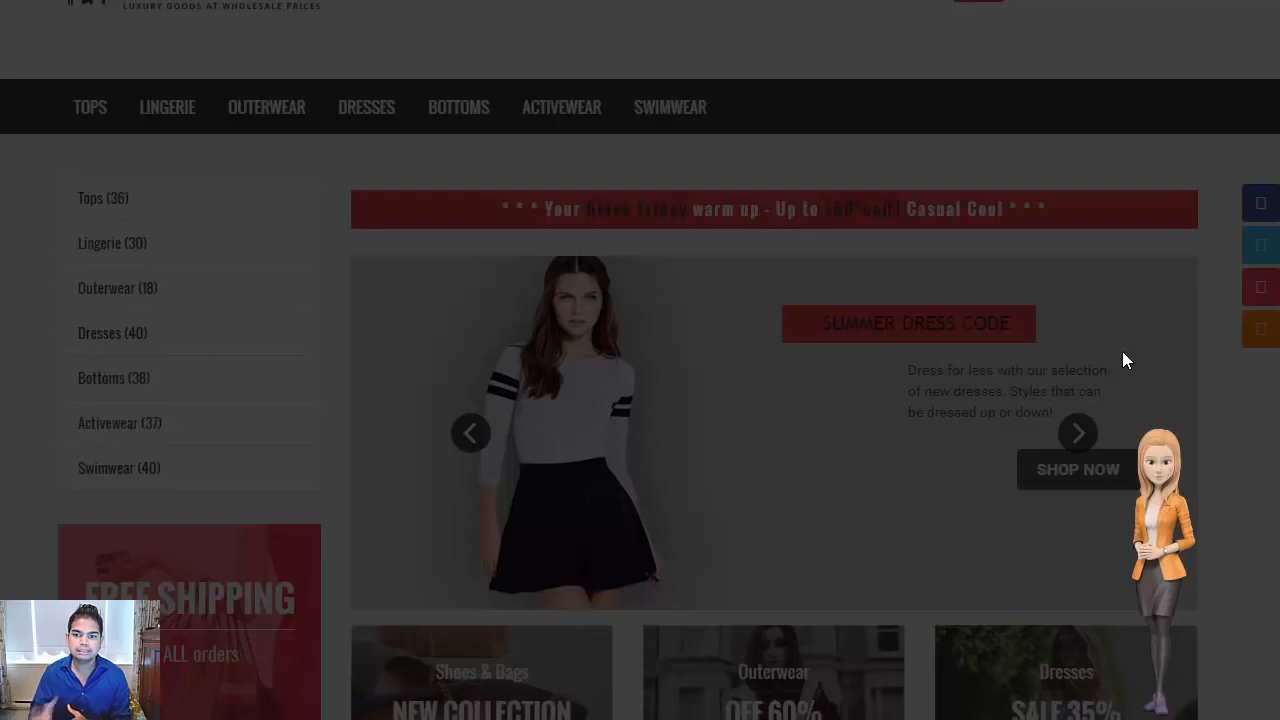 LUXURY GOODS AT WHOLESALE PRICES
TOPS LINGERIE OUTERWEAR DRESSES BOTTOMS ACTIVEWEAR SWIMWEAR
Tops (36)
Lingerie (30)
Outerwear (18)
Dresses (40)
Bottoms (38)
Activewear (37)
Swimwear (40)
* * * Your black friday warm up - Up to Casual Cool * * *
SUMMER DRESS CODE
Dress for less with our selection
of new dresses. Styles that can
be dressed up or down!
SHOP NOW
FREE SHIPPING
ALL orders
Shoes & Bags
NEW COLLECTION
Outerwear
OFF 60%
Dresses
SALE 35%